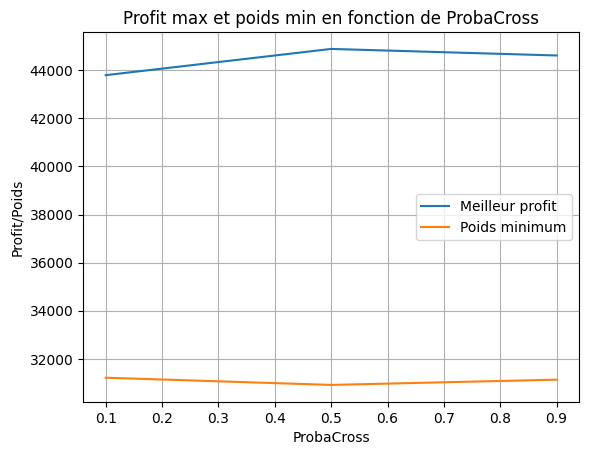 Profit max et poids min en fonction de ProbaCross
44000
42000
40000
38000
36000
34000
32000
Profit/Poids
Meilleur profit
Poids minimum
0.1 0.2 0.3 0.4 0.5 0.6 0.7 0.8 0.9
ProbaCross